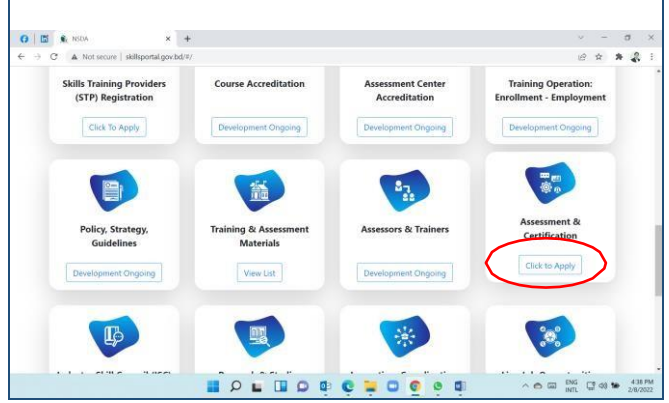 NSDA
Not secure | skillsportal.gov.bd/#/
Skills Training Providers
(STP) Registration
Click To Apply
Course Accreditation
Development Ongoing
Assessment Center
Accreditation
Development Ongoing
Training Operation:
Enrollment - Employment
Development Ongoing
Policy, Strategy,
Guidelines
Development Ongoing
Training & Assessment
Materials
View List
Assessors & Trainers
Development Ongoing
Assessment &
Certification
Click to Apply
ENG
INTL
4:38 PM
2/8/2022